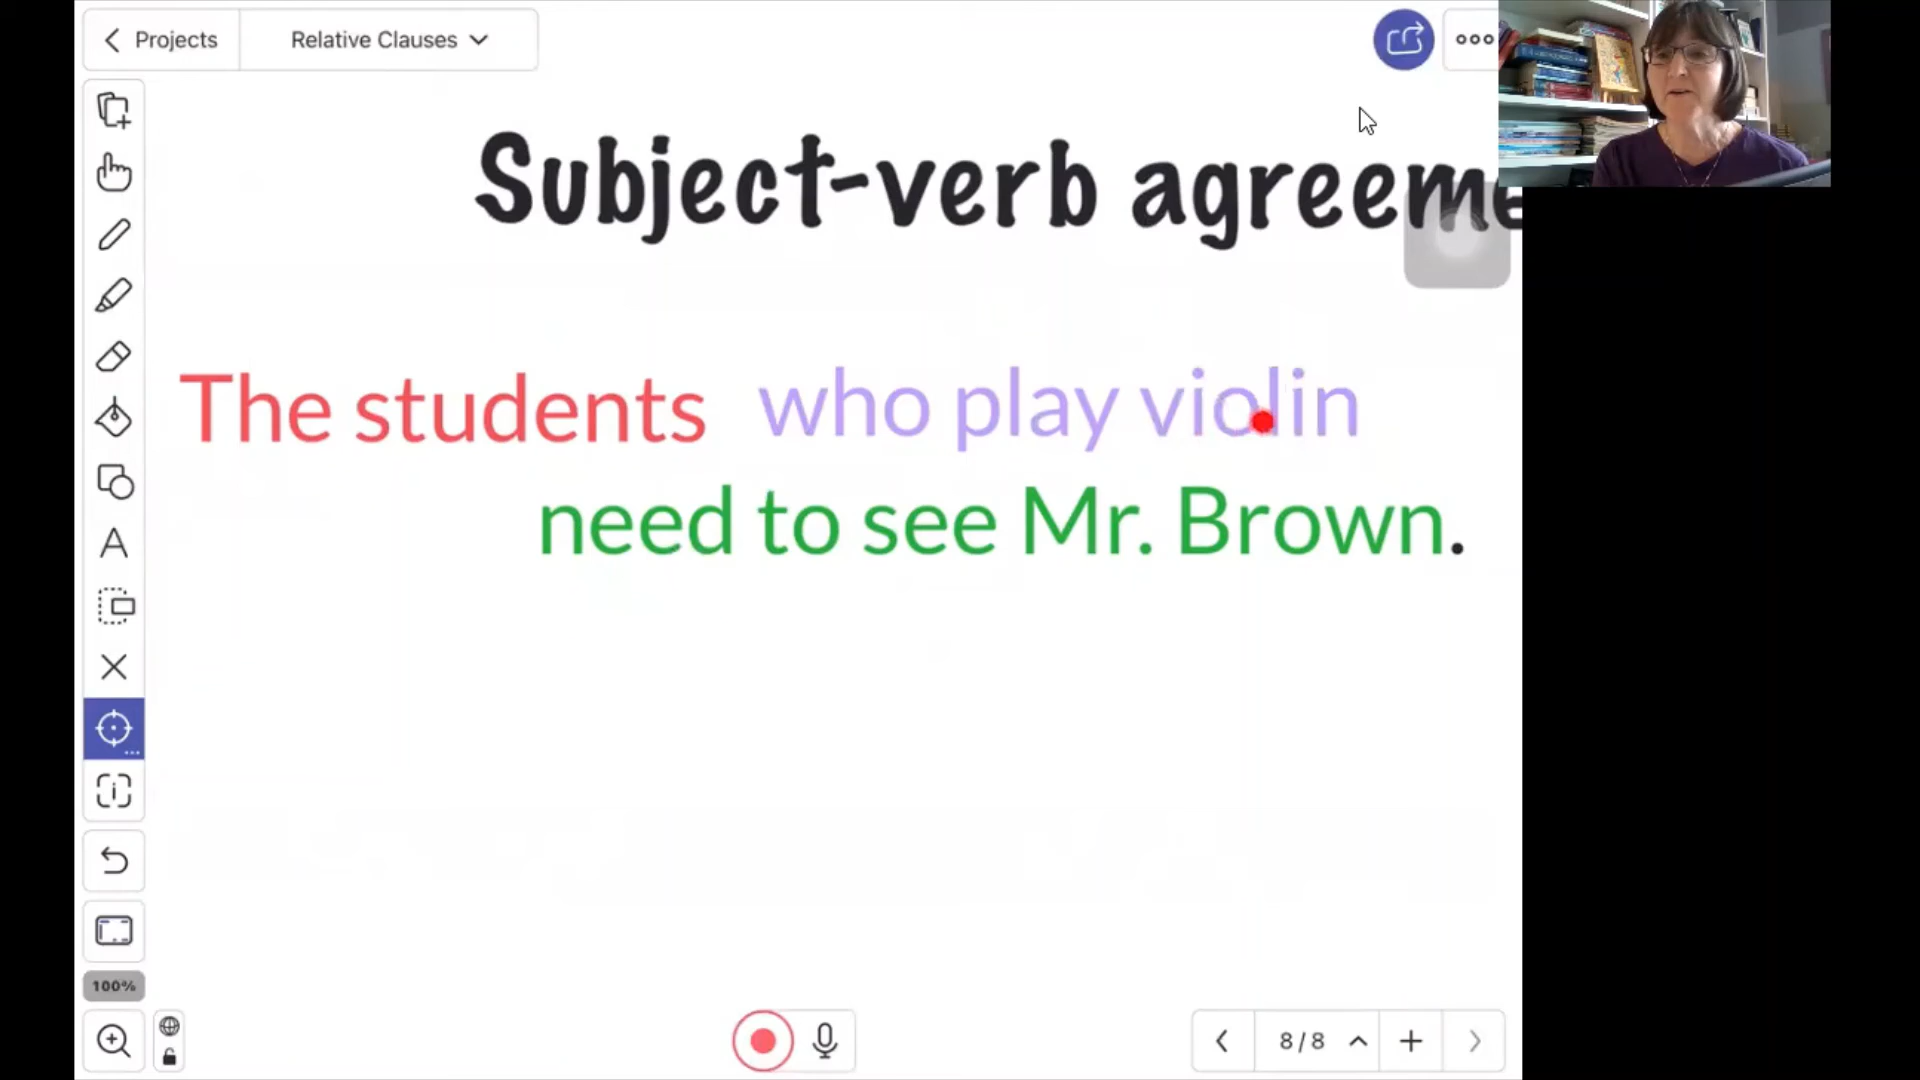 Projects
Relative Clauses
Subject-verb agreeme
The students who play violin
need to see Mr. Brown.
100%
8/8